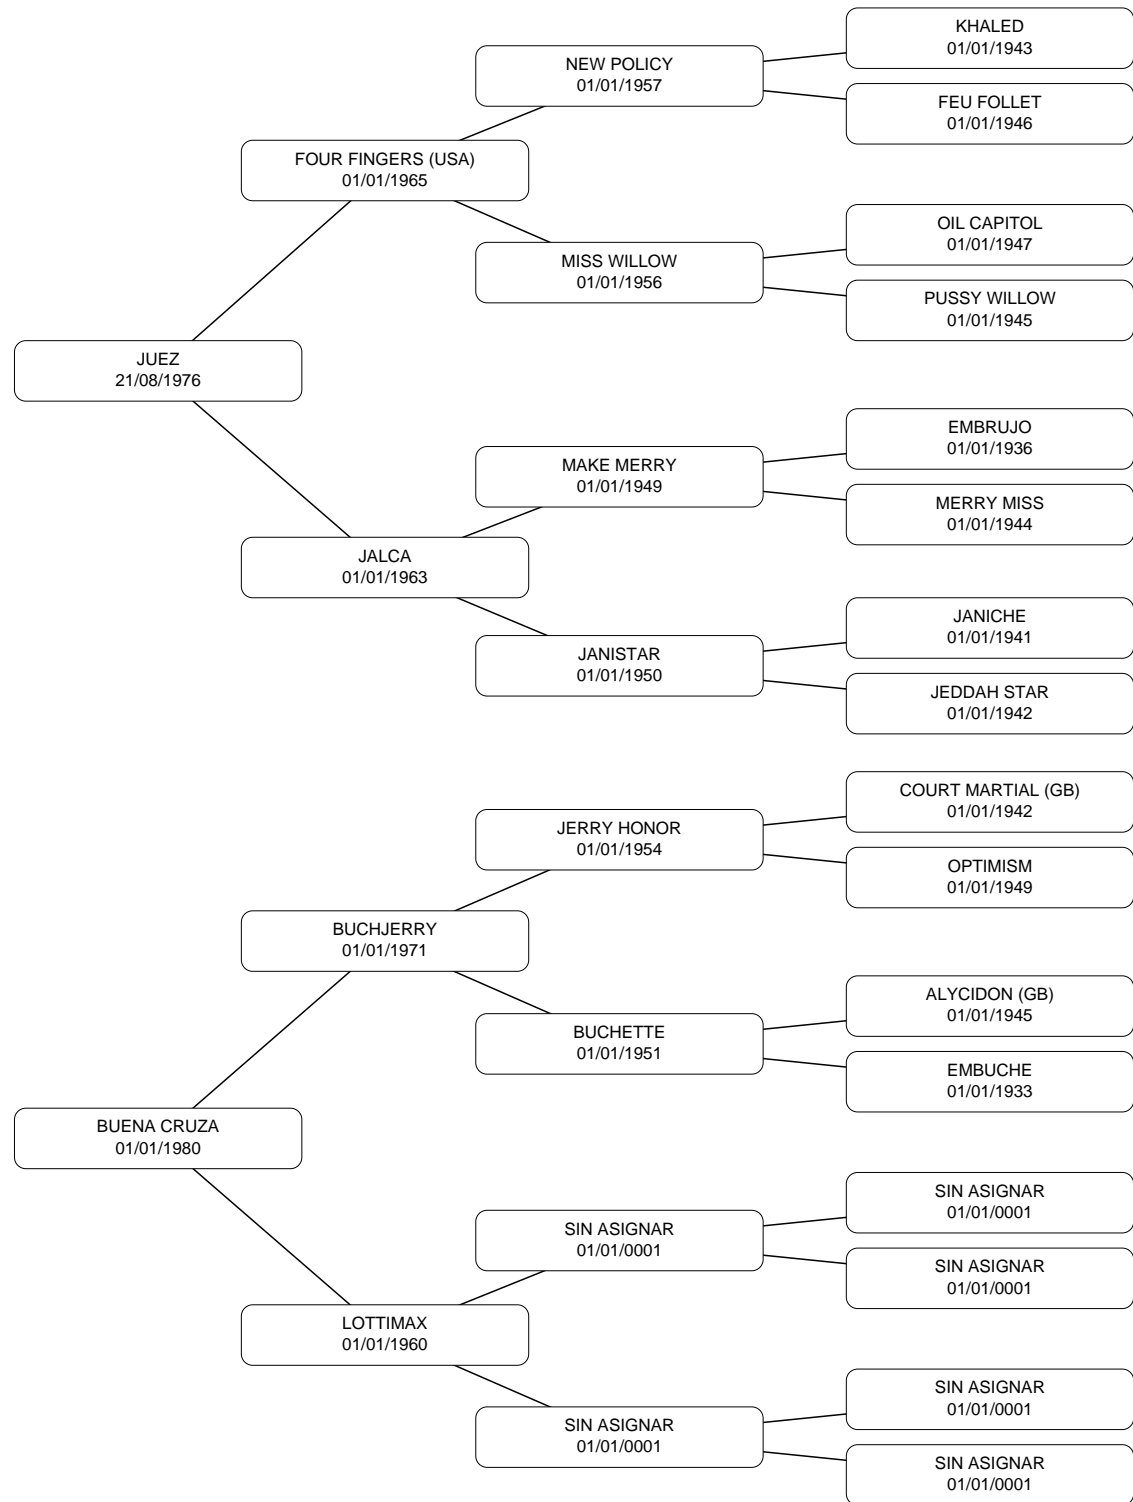 KHALED
01/01/1943
NEW POLICY
01/01/1957
FEU FOLLET
01/01/1946
FOUR FINGERS (USA)
01/01/1965
OIL CAPITOL
01/01/1947
MISS WILLOW
01/01/1956
PUSSY WILLOW
01/01/1945
JUEZ
21/08/1976
EMBRUJO
01/01/1936
MAKE MERRY
01/01/1949
MERRY MISS
01/01/1944
JALCA
01/01/1963
JANICHE
01/01/1941
JANISTAR
01/01/1950
JEDDAH STAR
01/01/1942
COURT MARTIAL (GB)
01/01/1942
JERRY HONOR
01/01/1954
OPTIMISM
01/01/1949
BUCHJERRY
01/01/1971
ALYCIDON (GB)
01/01/1945
BUCHETTE
01/01/1951
EMBUCHE
01/01/1933
BUENA CRUZA
01/01/1980
SIN ASIGNAR
01/01/0001
SIN ASIGNAR
01/01/0001
SIN ASIGNAR
01/01/0001
LOTTIMAX
01/01/1960
SIN ASIGNAR
01/01/0001
SIN ASIGNAR
01/01/0001
SIN ASIGNAR
01/01/0001